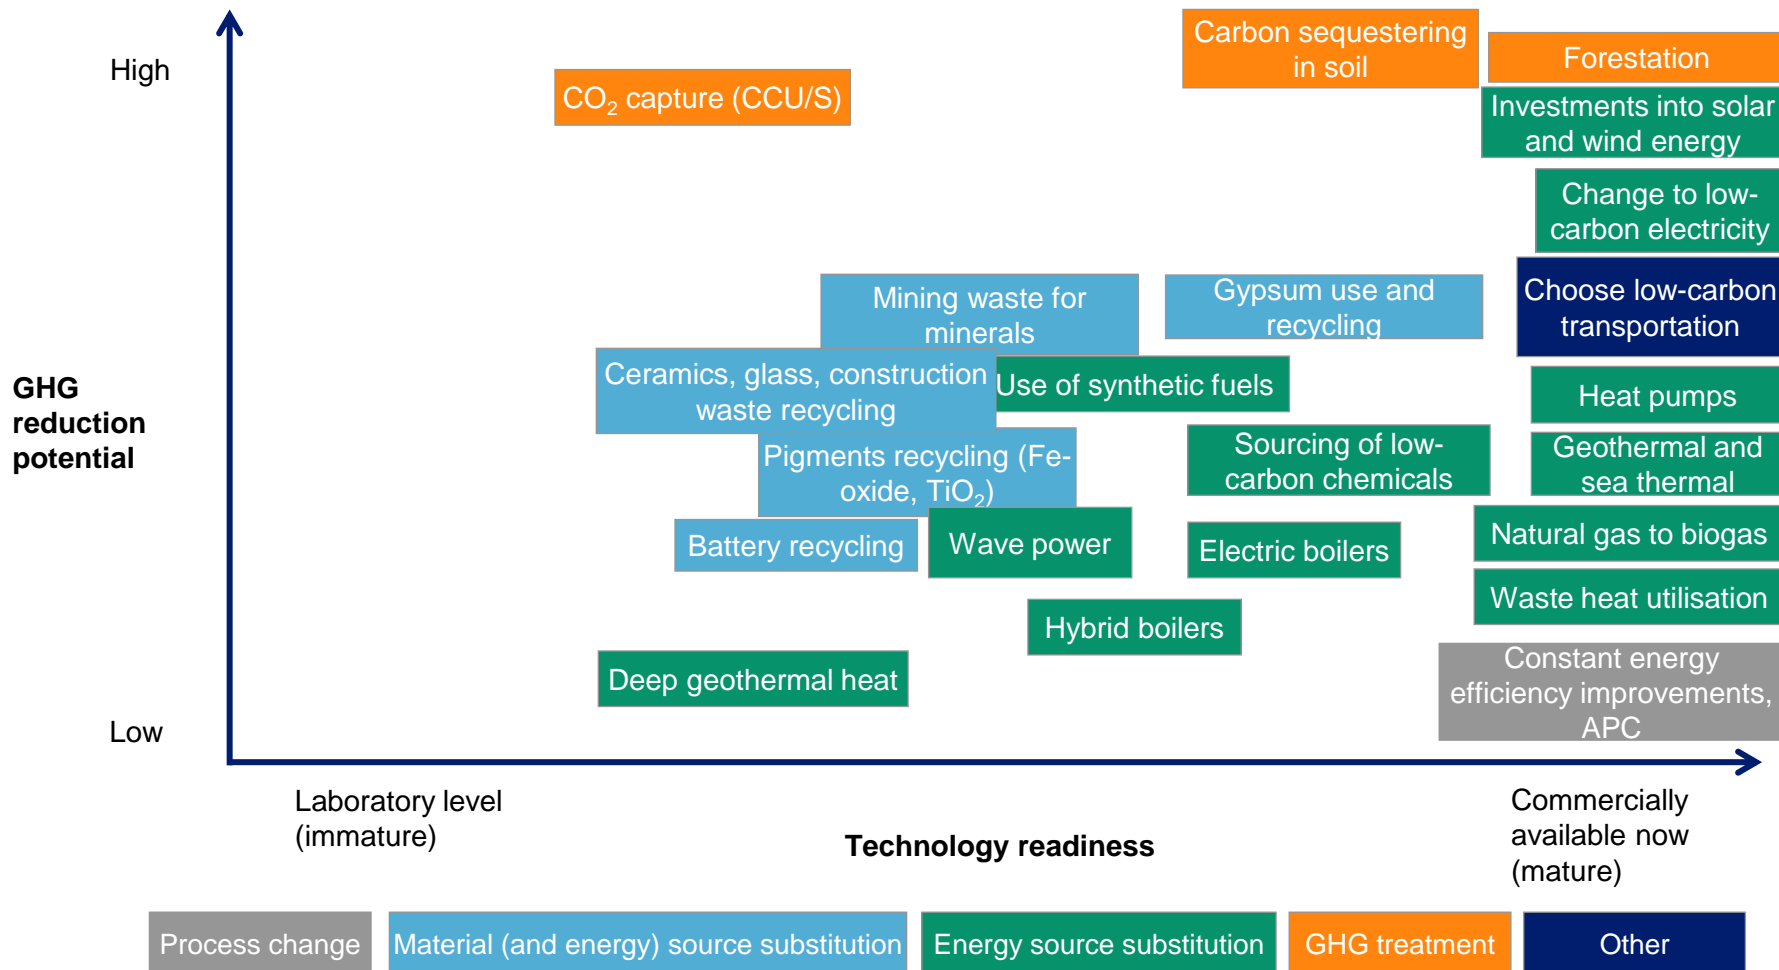 High
GHG
reduction
potential
Low
CO₂ capture (CCU/S)
Carbon sequestering
in soil
Forestation
Investments into solar
and wind energy
Change to low-
carbon electricity
Mining waste for
minerals
Gypsum use and
recycling
Choose low-carbon
transportation
Ceramics, glass, construction
waste recycling
Use of synthetic fuels
Heat pumps
Pigments recycling (Fe-
oxide, TiO₂)
Sourcing of low-
carbon chemicals
Geothermal and
sea thermal
Battery recycling
Wave power
Electric boilers
Natural gas to biogas
Waste heat utilisation
Hybrid boilers
Deep geothermal heat
Constant energy
efficiency improvements,
APC
Laboratory level
(immature)
Technology readiness
Commercially
available now
(mature)
Process change
Material (and energy) source substitution
Energy source substitution
GHG treatment
Other